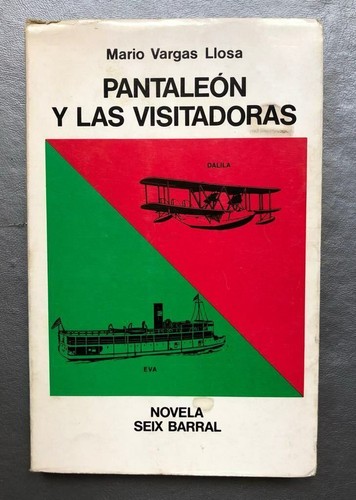 Mario Vargas Llosa
PANTALEÓN
Y LAS VISITADORAS
DALILA
EVA
NOVELA
SEIX BARRAL